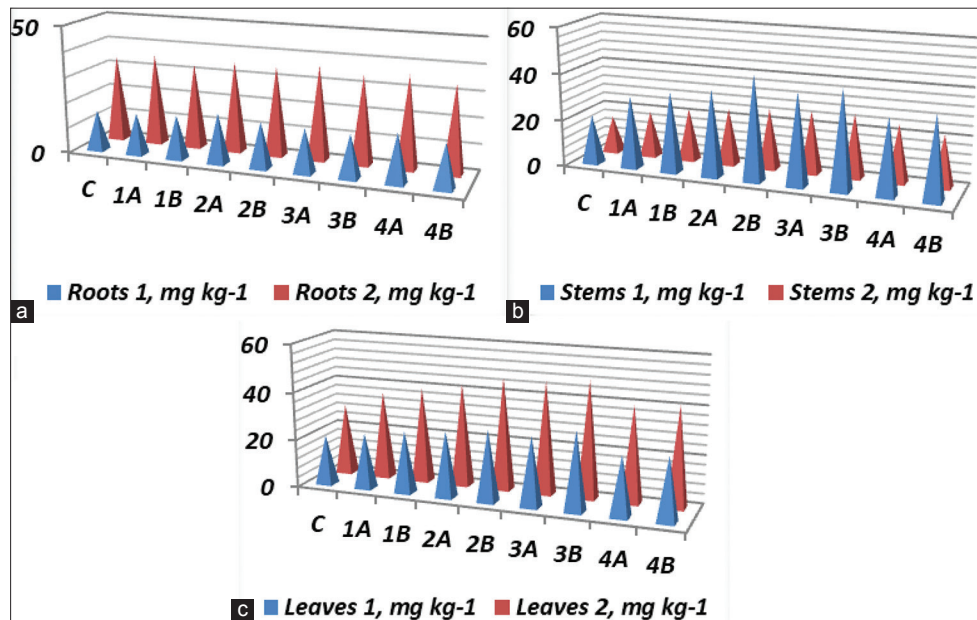 50
0
C 1A 1B 2A 2B 3A 3B 4A 4B
Roots 1, mg kg-1 Roots 2, mg kg-1
a
60
40
20
0
C 1A 1B 2A 2B 3A 3B 4A 4B
Stems 1, mg kg-1 Stems 2, mg kg-1
b
60
40
20
0
C 1A 1B 2A 2B 3A 3B 4A 4B
Leaves 1, mg kg-1 Leaves 2, mg kg-1
c